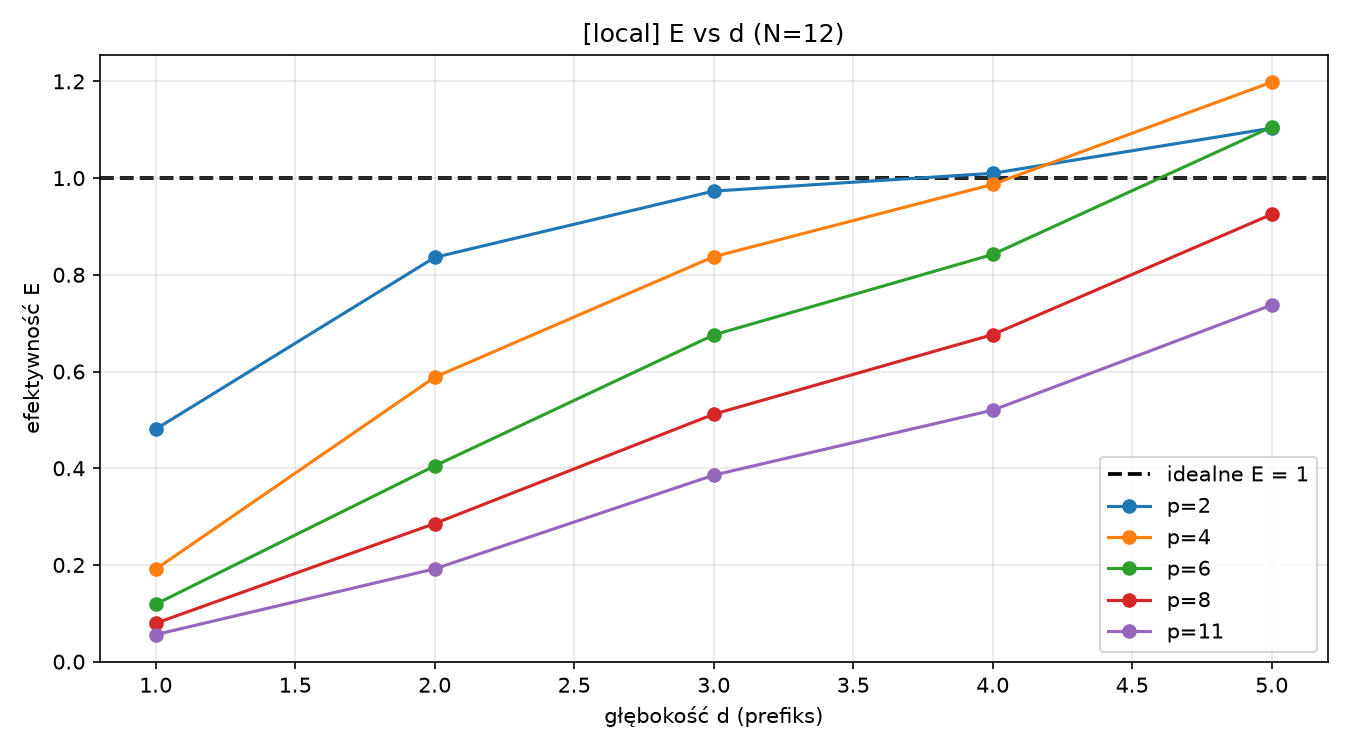 [local] E vs d (N=12)
efektywność E
1.2
1.0
0.8
0.6
0.4
0.2
0.0
idealne E = 1
p=2
p=4
p=6
p=8
p=11
1.0 1.5 2.0 2.5 3.0 3.5 4.0 4.5 5.0
głębokość d (prefiks)